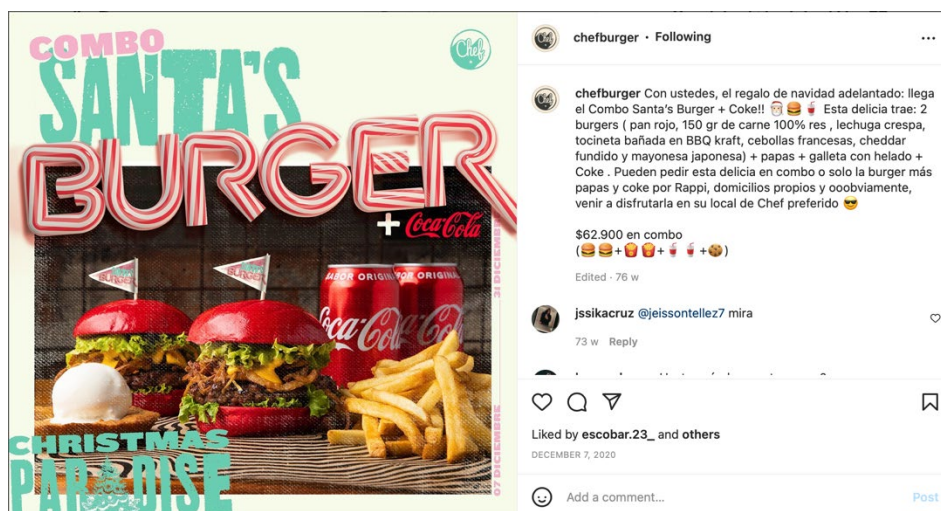 COMBO
SANTA'S
BURGER
+ Coca-Cola
Chef
SANTA'S
BURGER
SANTA'S
BURGER
SABOR ORIGINAL
Coca-Cola
SABOR ORIGIN
Coca-Cola
07 DICIEMBRE
31 DICIEMBRE
CHRISTMAS
PARADISE
chefburger • Following
chefburger Con ustedes, el regalo de navidad adelantado: llega
el Combo Santa's Burger + Coke!! 🎅🍔🥤 Esta delicia trae: 2
burgers ( pan rojo, 150 gr de carne 100% res , lechuga crespa,
tocineta bañada en BBQ kraft, cebollas francesas, cheddar
fundido y mayonesa japonesa) + papas + galleta con helado +
Coke . Pueden pedir esta delicia en combo o solo la burger más
papas y coke por Rappi, domicilios propios y ooobviamente,
venir a disfrutarla en su local de Chef preferido 😎
$62.900 en combo
(🍔🍔+🍟🍟+🥤🥤+🍪)
Edited · 76 w
jssikacruz @jeissontellez7 mira
73 w Reply
Liked by escobar.23_ and others
DECEMBER 7, 2020
Add a comment...
Post